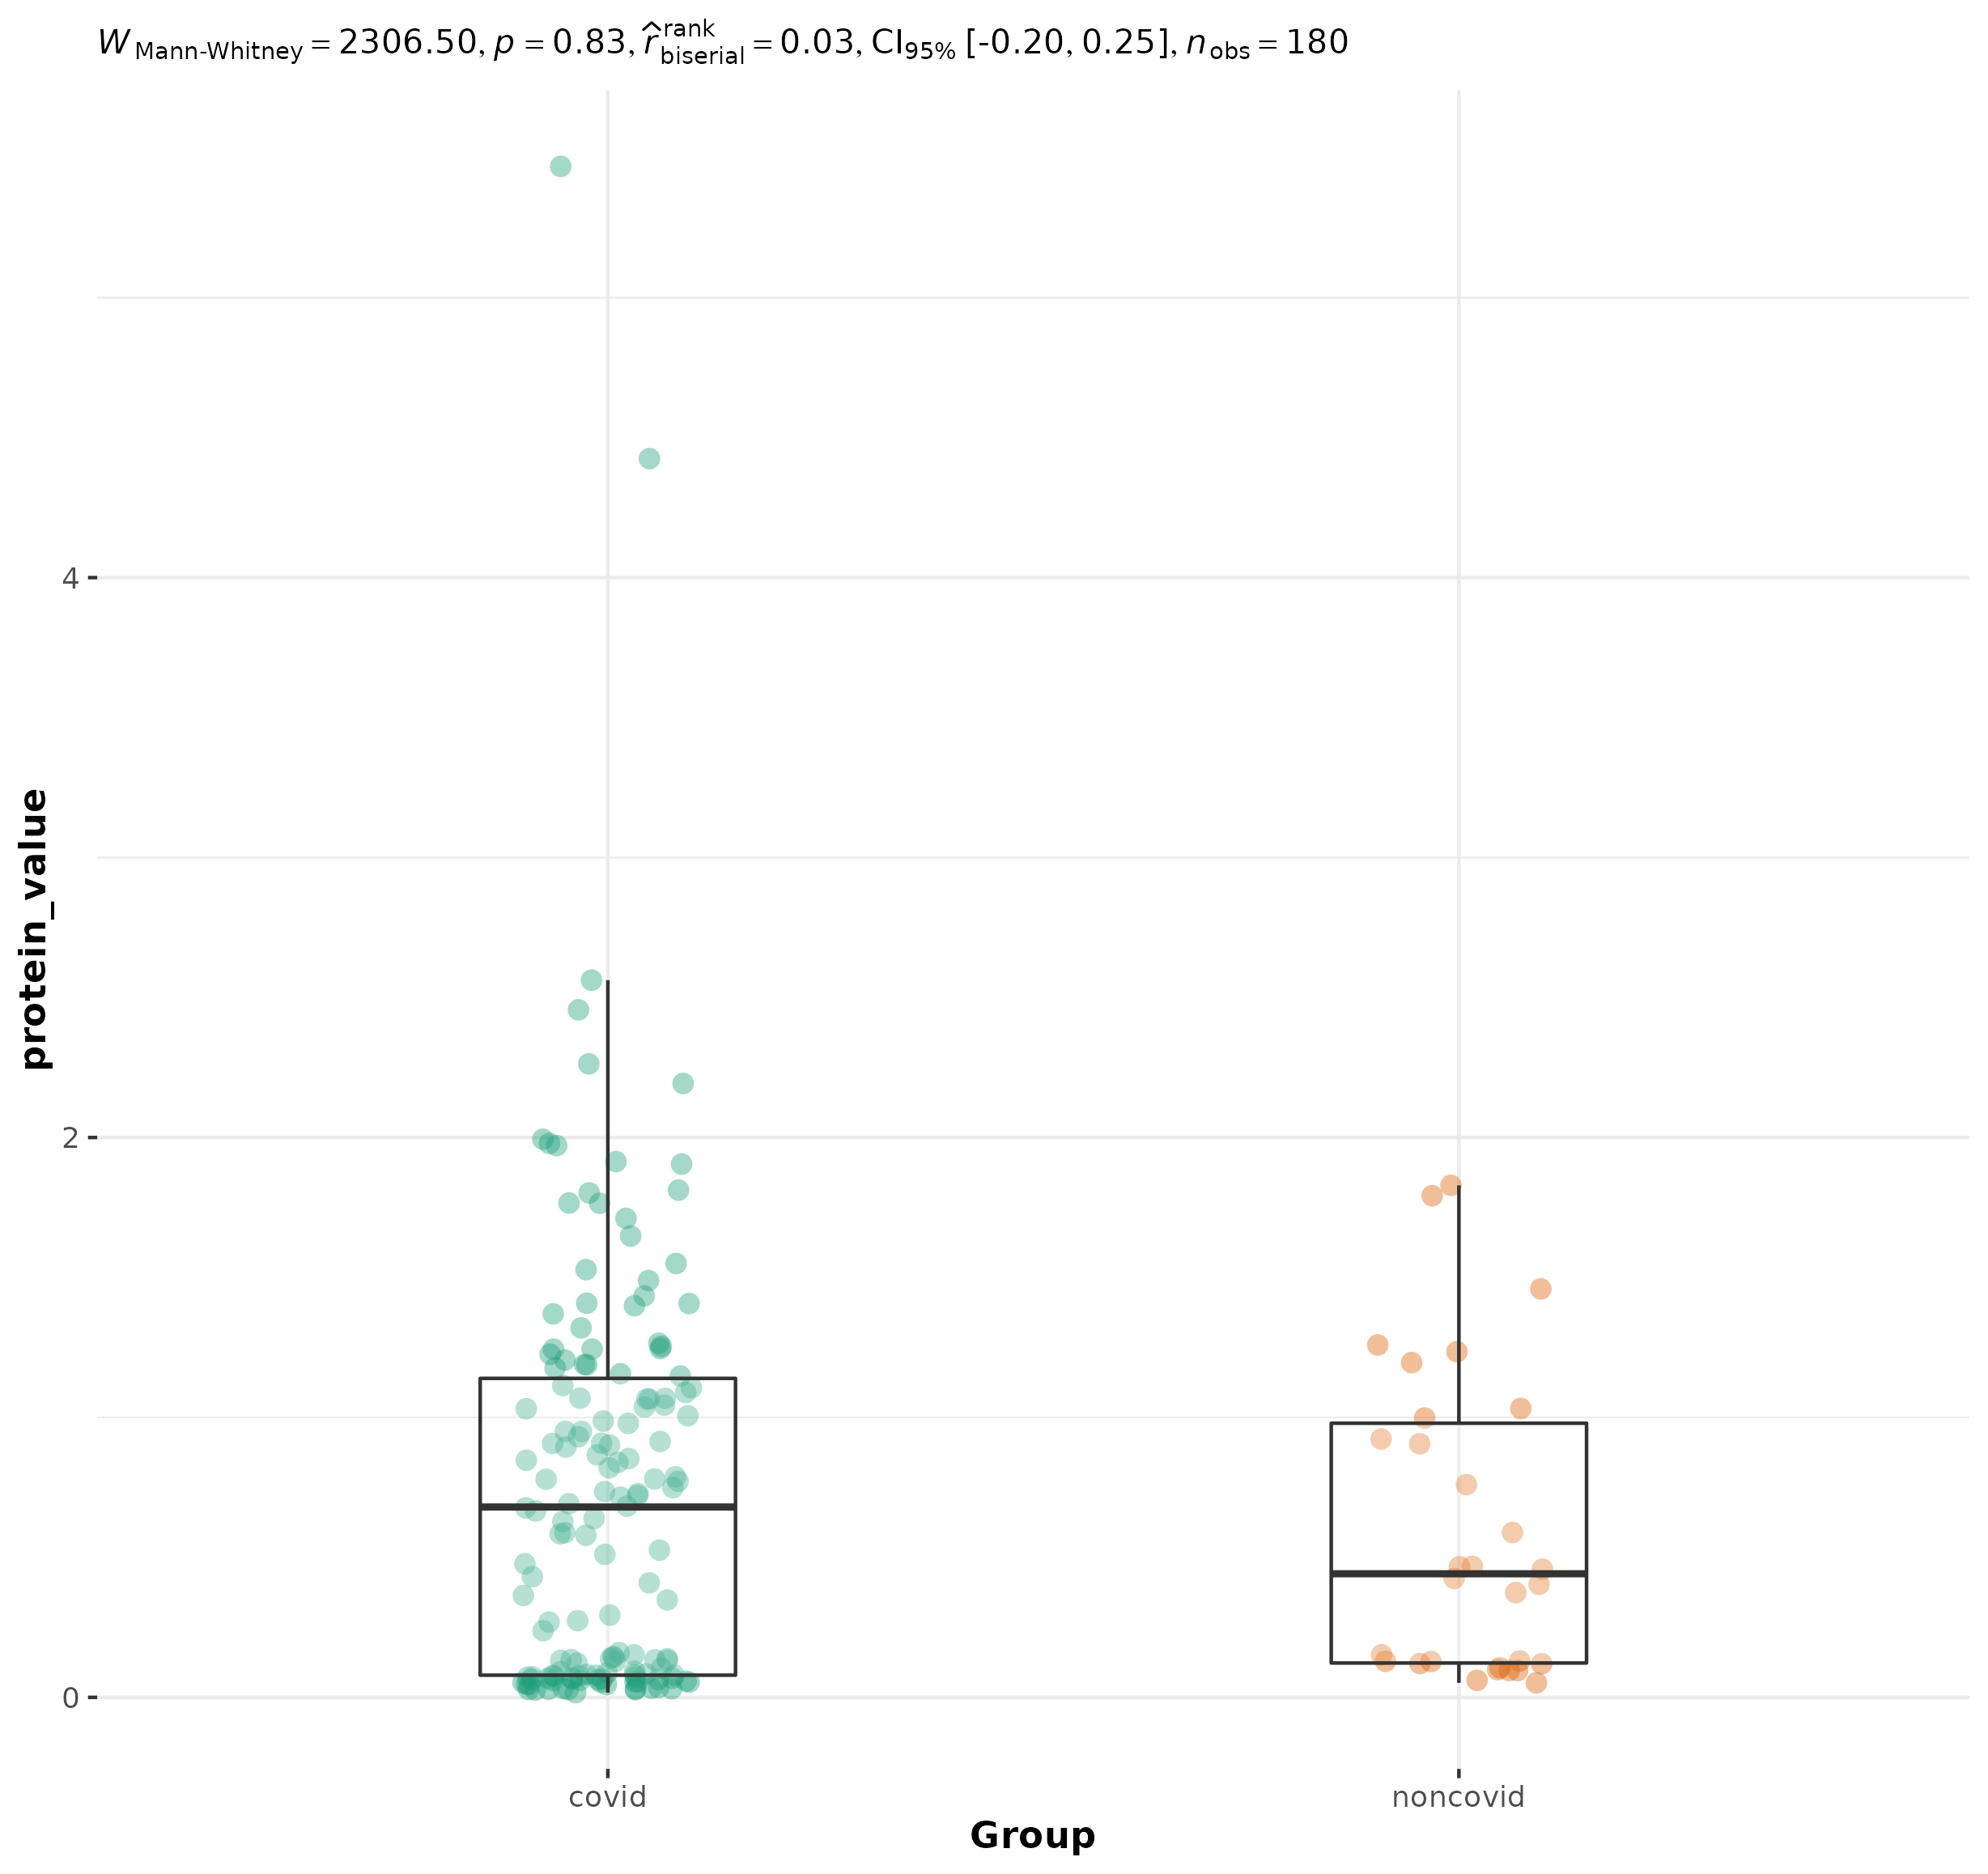 W Mann-Whitney = 2306.50, p = 0.83, r̂ rank biserial = 0.03, CI95% [-0.20, 0.25], nobs = 180
protein_value
4
2
0
covid noncovid
Group